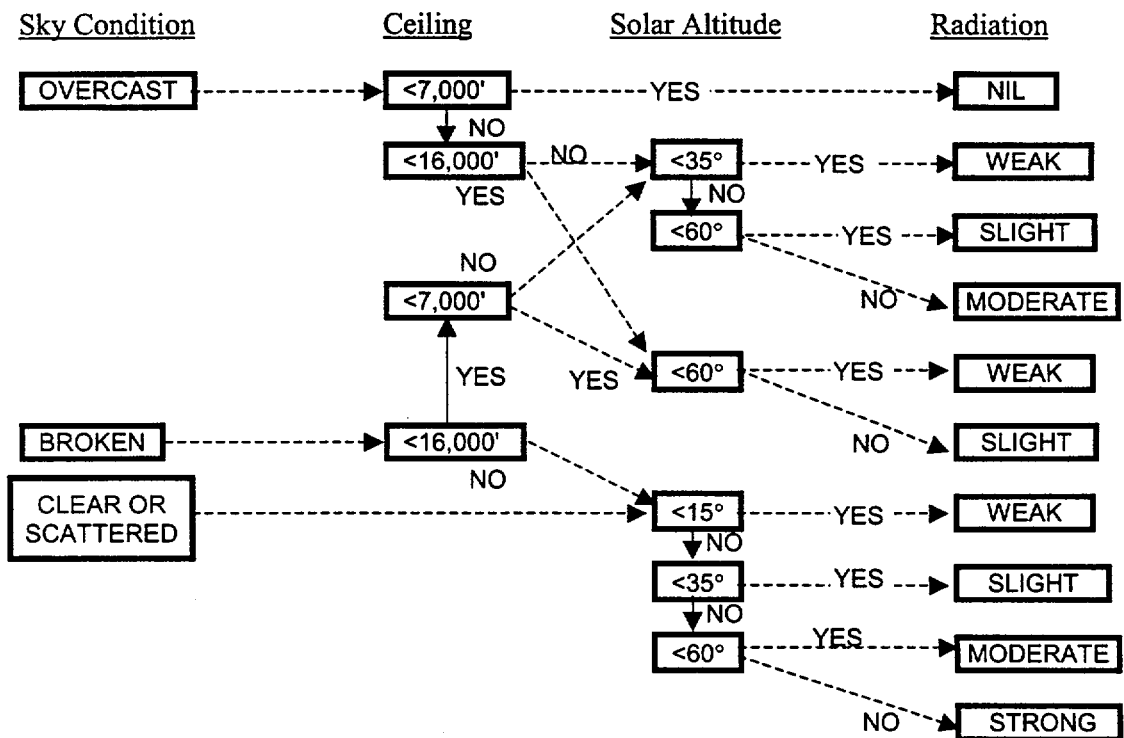 Sky Condition Ceiling Solar Altitude Radiation
OVERCAST <7,000' YES NIL
NO
<16,000' NO <35° YES WEAK
YES NO
<60° YES SLIGHT
NO
<7,000' NO MODERATE
YES YES <60° YES WEAK
BROKEN <16,000' NO SLIGHT
NO
CLEAR OR
SCATTERED
<15° YES WEAK
NO
<35° YES SLIGHT
NO
<60° YES MODERATE
NO STRONG